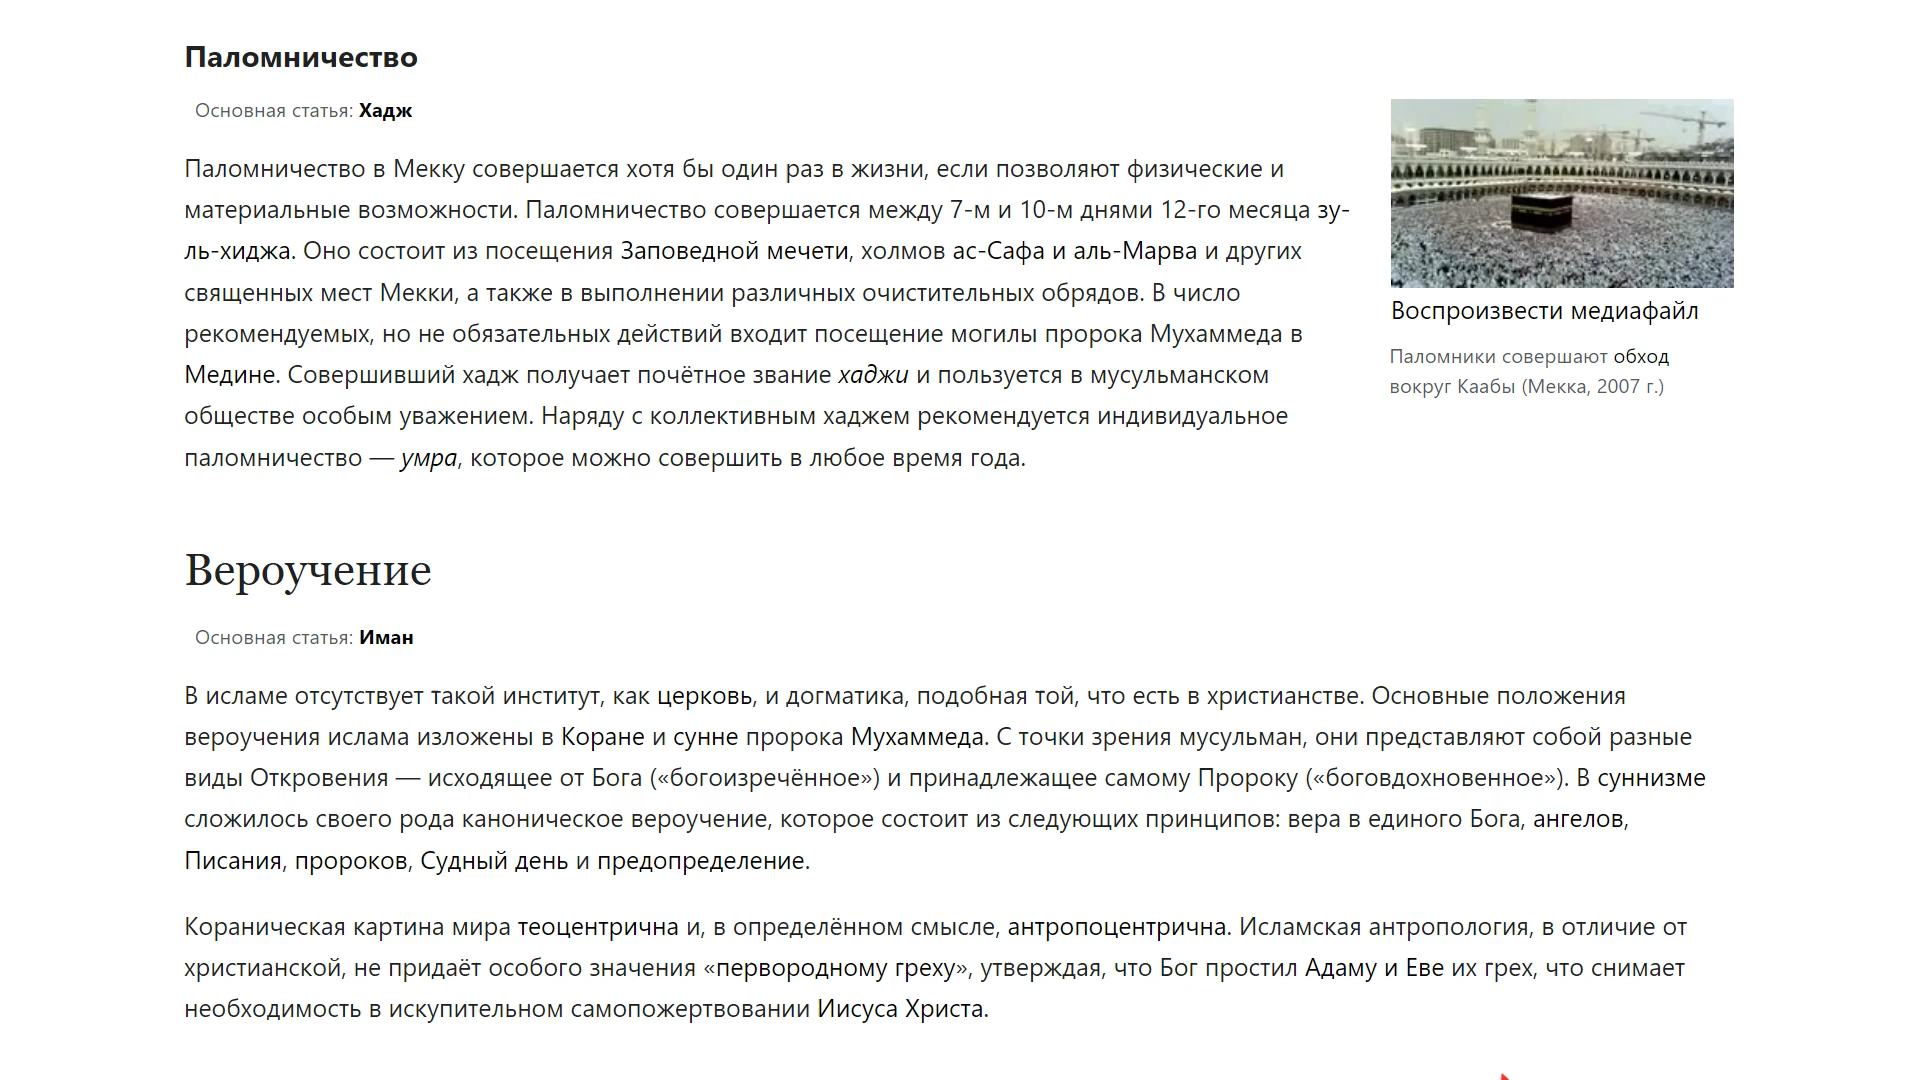 Паломничество
Основная статья: Хадж
Паломничество в Мекку совершается хотя бы один раз в жизни, если позволяют физические и
материальные возможности. Паломничество совершается между 7-м и 10-м днями 12-го месяца зу-
ль-хиджа. Оно состоит из посещения Заповедной мечети, холмов ас-Сафа и аль-Марва и других
священных мест Мекки, а также в выполнении различных очистительных обрядов. В число
рекомендуемых, но не обязательных действий входит посещение могилы пророка Мухаммеда в
Медине. Совершивший хадж получает почётное звание хаджи и пользуется в мусульманском
обществе особым уважением. Наряду с коллективным хаджем рекомендуется индивидуальное
паломничество — умра, которое можно совершить в любое время года.
Воспроизвести медиафайл
Паломники совершают обход
вокруг Каабы (Мекка, 2007 г.)
Вероучение
Основная статья: Иман
В исламе отсутствует такой институт, как церковь, и догматика, подобная той, что есть в христианстве. Основные положения
вероучения ислама изложены в Коране и сунне пророка Мухаммеда. С точки зрения мусульман, они представляют собой разные
виды Откровения — исходящее от Бога («богоизречённое») и принадлежащее самому Пророку («боговдохновенное»). В суннизме
сложилось своего рода каноническое вероучение, которое состоит из следующих принципов: вера в единого Бога, ангелов,
Писания, пророков, Судный день и предопределение.
Кораническая картина мира теоцентрична и, в определённом смысле, антропоцентрична. Исламская антропология, в отличие от
христианской, не придаёт особого значения «первородному греху», утверждая, что Бог простил Адаму и Еве их грех, что снимает
необходимость в искупительном самопожертвовании Иисуса Христа.